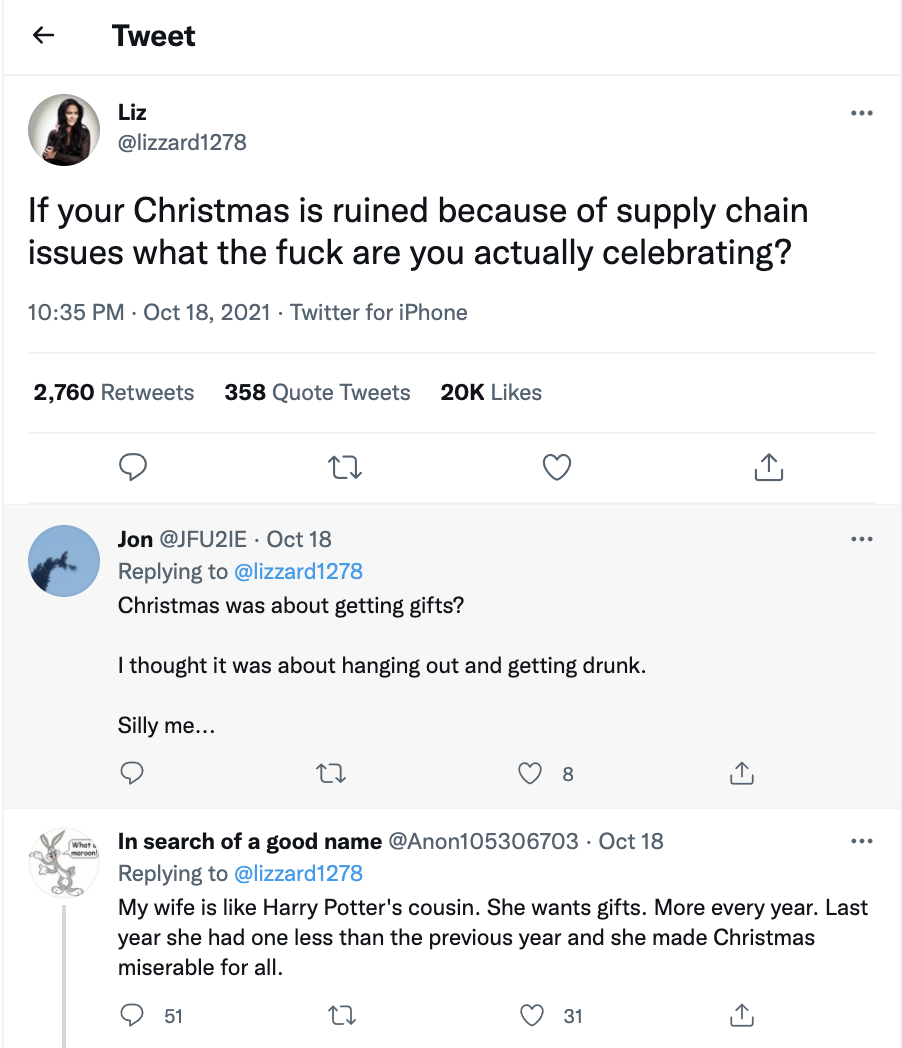 Tweet
Liz
@lizzard1278
If your Christmas is ruined because of supply chain
issues what the fuck are you actually celebrating?
10:35 PM · Oct 18, 2021 · Twitter for iPhone
2,760 Retweets 358 Quote Tweets 20K Likes
Jon @JFU2IE · Oct 18
Replying to @lizzard1278
Christmas was about getting gifts?
I thought it was about hanging out and getting drunk.
Silly me...
8
What a
maroon!
In search of a good name @Anon105306703 · Oct 18
Replying to @lizzard1278
My wife is like Harry Potter's cousin. She wants gifts. More every year. Last
year she had one less than the previous year and she made Christmas
miserable for all.
51 31